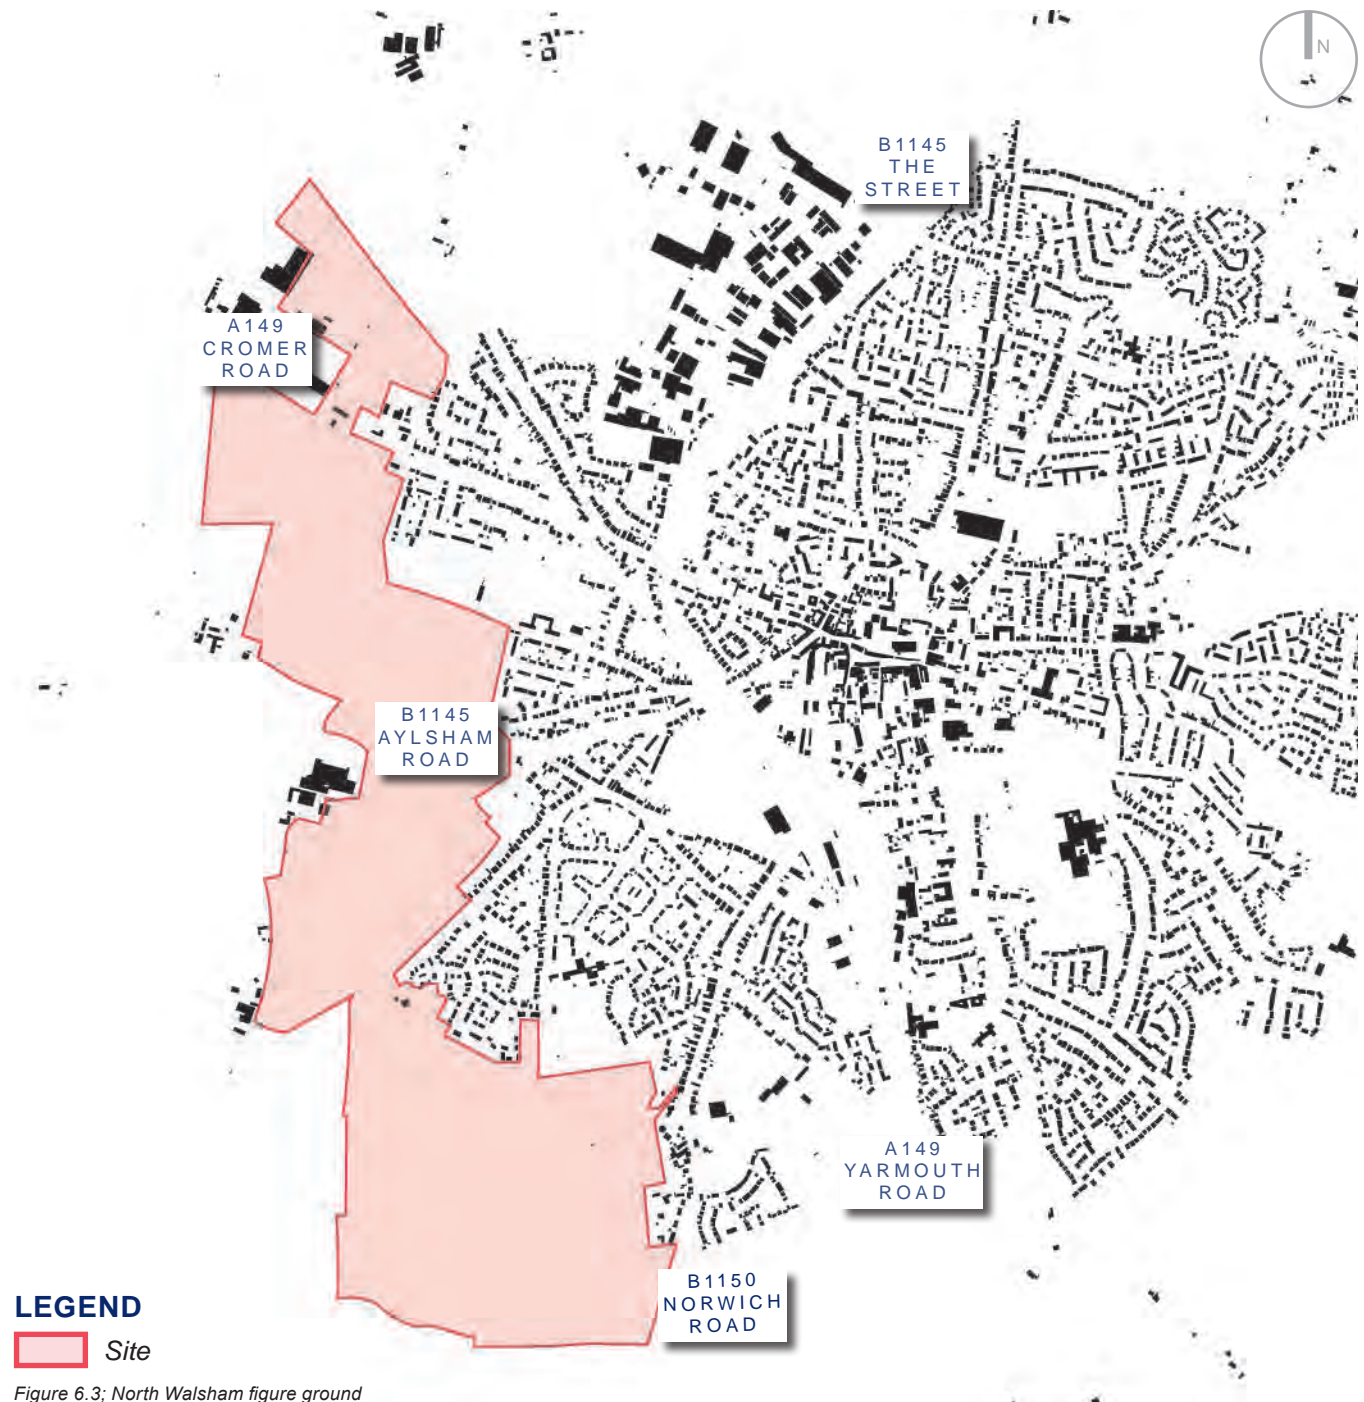 N
B1145
THE
STREET
A149
CROMER
ROAD
B1145
AYLSHAM
ROAD
A149
YARMOUTH
ROAD
B1150
NORWICH
ROAD
LEGEND
Site
Figure 6.3; North Walsham figure ground